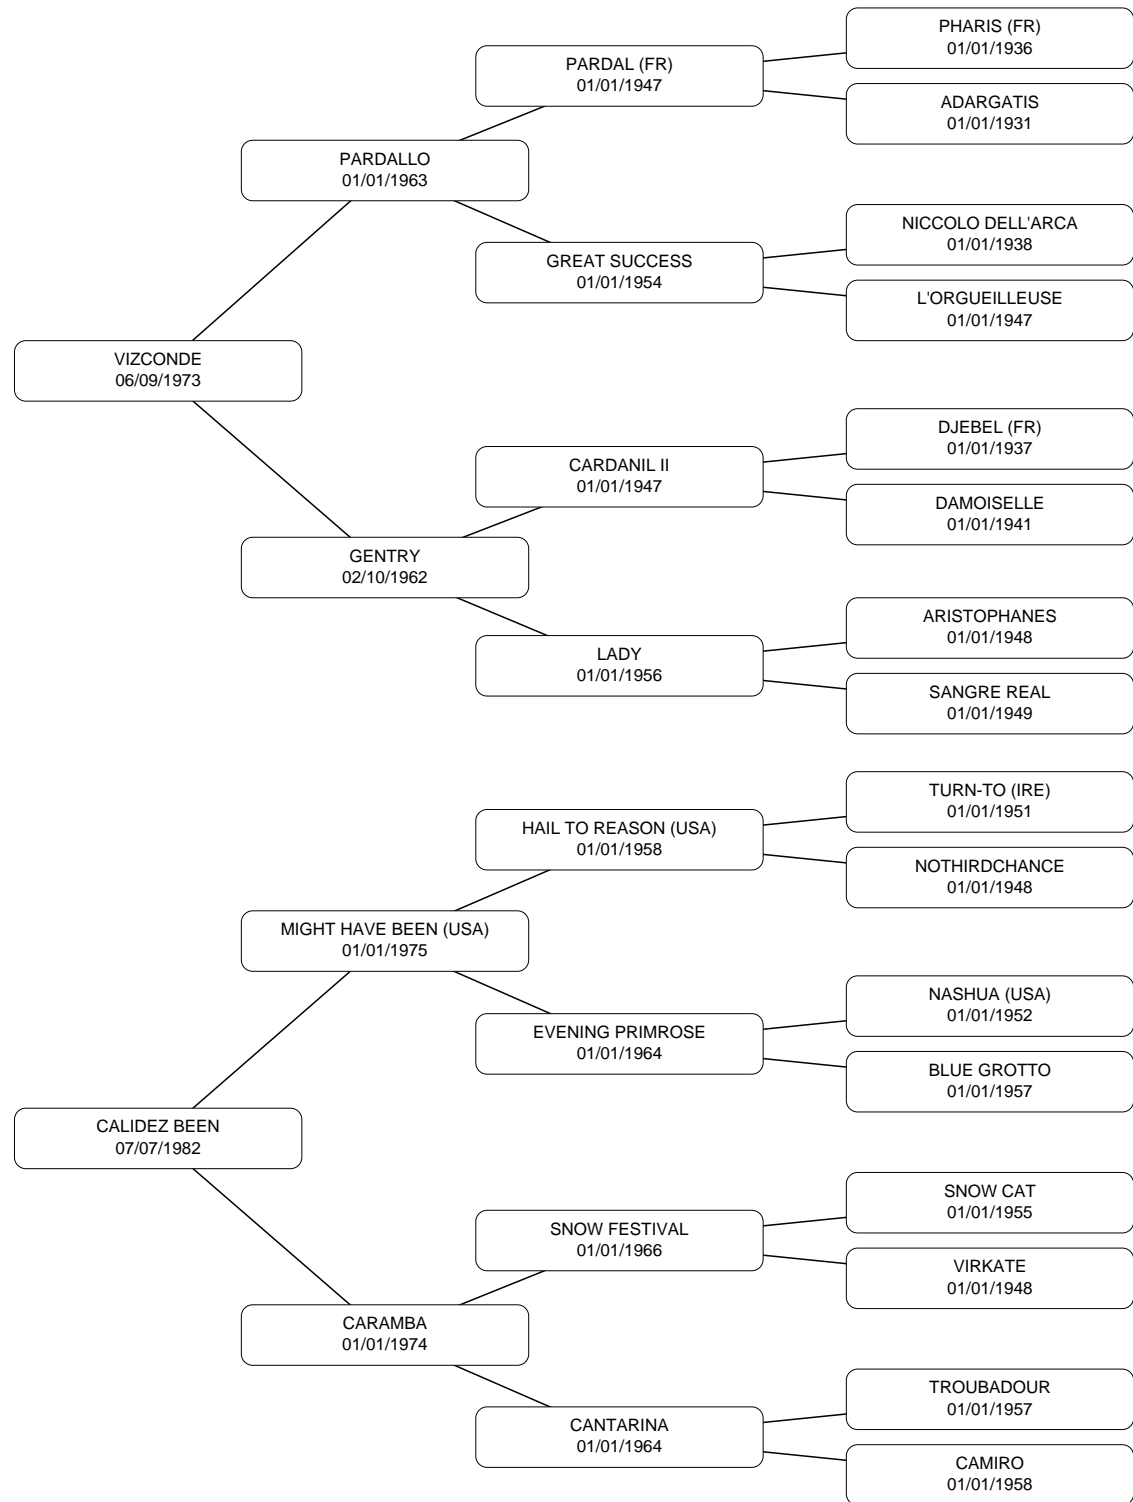 PHARIS (FR)
01/01/1936
PARDAL (FR)
01/01/1947
ADARGATIS
01/01/1931
PARDALLO
01/01/1963
NICCOLO DELL'ARCA
01/01/1938
GREAT SUCCESS
01/01/1954
L'ORGUEILLEUSE
01/01/1947
VIZCONDE
06/09/1973
DJEBEL (FR)
01/01/1937
CARDANIL II
01/01/1947
DAMOISELLE
01/01/1941
GENTRY
02/10/1962
ARISTOPHANES
01/01/1948
LADY
01/01/1956
SANGRE REAL
01/01/1949
TURN-TO (IRE)
01/01/1951
HAIL TO REASON (USA)
01/01/1958
NOTHIRDCHANCE
01/01/1948
MIGHT HAVE BEEN (USA)
01/01/1975
NASHUA (USA)
01/01/1952
EVENING PRIMROSE
01/01/1964
BLUE GROTTO
01/01/1957
CALIDEZ BEEN
07/07/1982
SNOW CAT
01/01/1955
SNOW FESTIVAL
01/01/1966
VIRKATE
01/01/1948
CARAMBA
01/01/1974
TROUBADOUR
01/01/1957
CANTARINA
01/01/1964
CAMIRO
01/01/1958